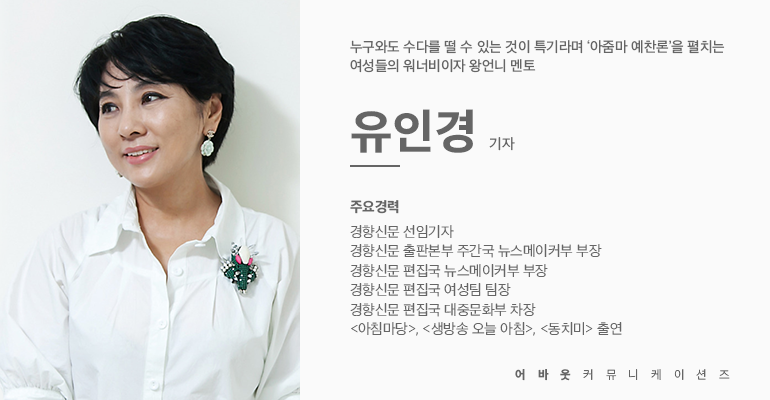 누구와도 수다를 떨 수 있는 것이 특기라며 '아줌마 예찬론'을 펼치는
여성들의 워너비이자 왕언니 멘토
유인경 기자
주요경력
경향신문 선임기자
경향신문 출판본부 주간국 뉴스메이커부 부장
경향신문 편집국 뉴스메이커부 부장
경향신문 편집국 여성팀 팀장
경향신문 편집국 대중문화부 차장
<아침마당>, <생방송 오늘 아침>, <동치미> 출연
어바웃커뮤니케이션즈